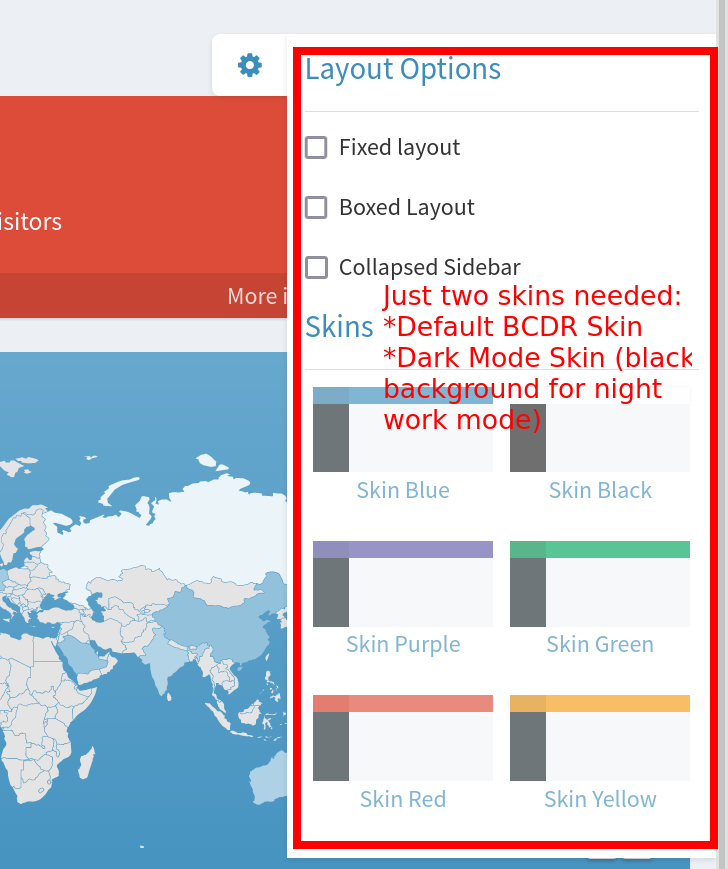 Layout Options
Fixed layout
isitors
Boxed Layout
Collapsed Sidebar
More i
Just two skins needed:
Skins
*Default BCDR Skin
*Dark Mode Skin (black
background for night
work mode)
Skin Blue
Skin Black
Skin Purple
Skin Green
Skin Red
Skin Yellow